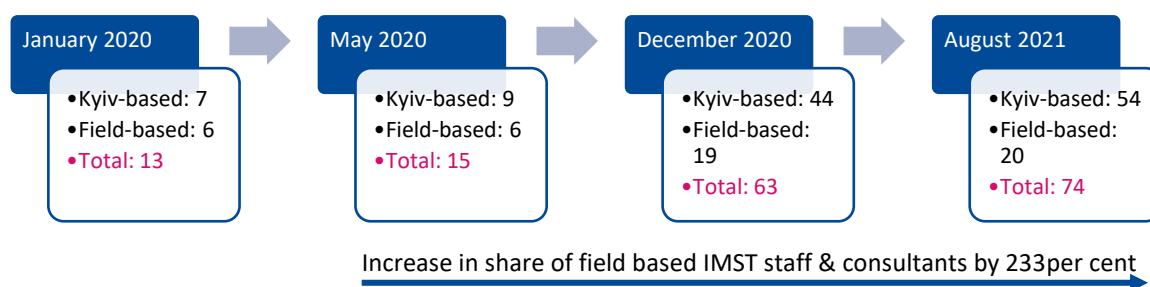 January 2020
•Kyiv-based: 7
•Field-based: 6
•Total: 13
May 2020
•Kyiv-based: 9
•Field-based: 6
•Total: 15
December 2020
•Kyiv-based: 44
•Field-based:
19
•Total: 63
August 2021
•Kyiv-based: 54
•Field-based:
20
•Total: 74
Increase in share of field based IMST staff & consultants by 233per cent